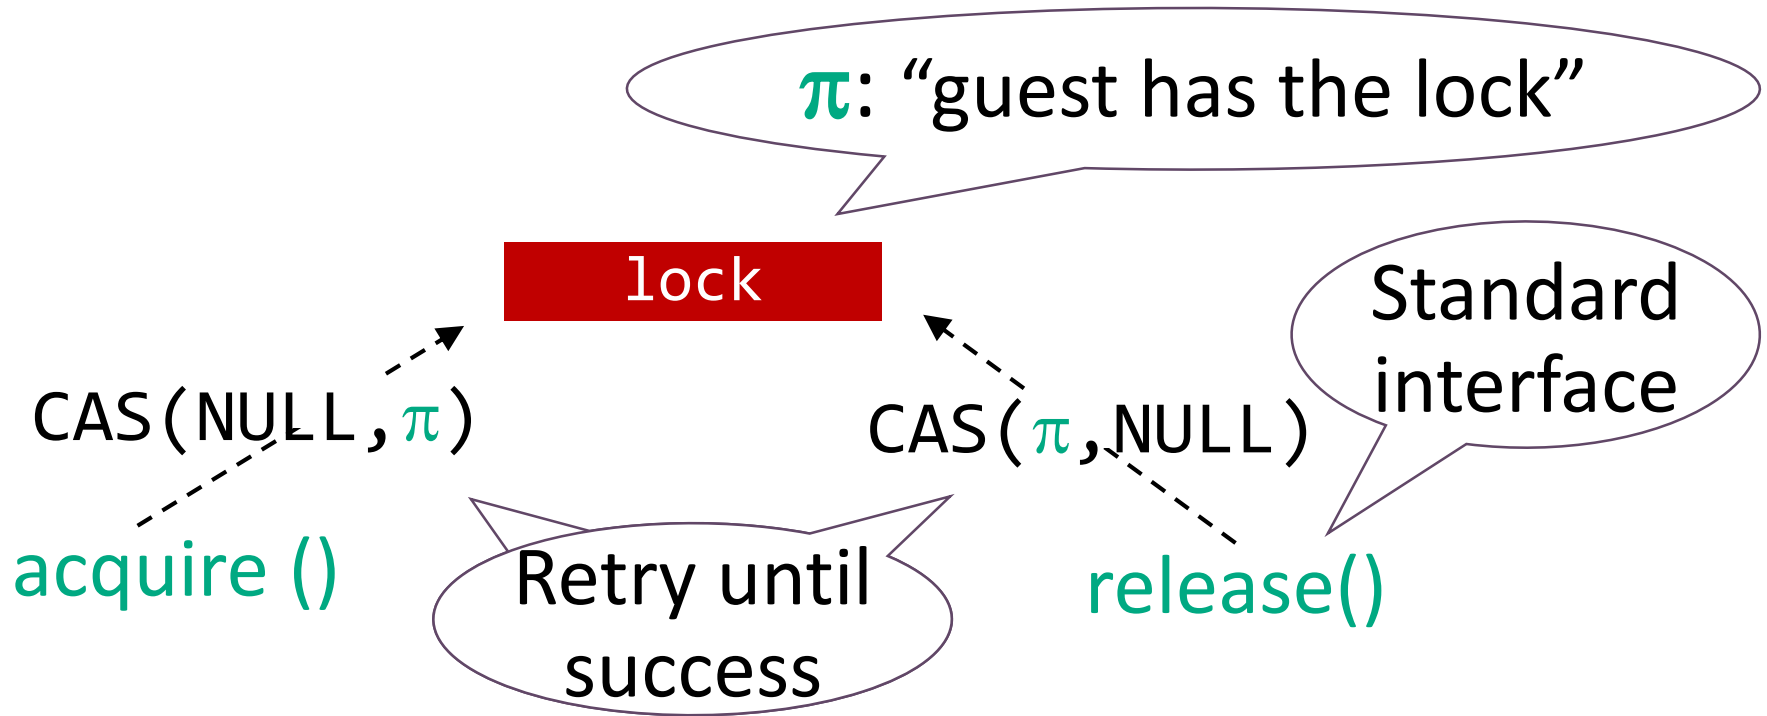 π: “guest has the lock”
lock
Standard
interface
CAS(NULL,π)
CAS(π,NULL)
acquire ()
Retry until
success
release()